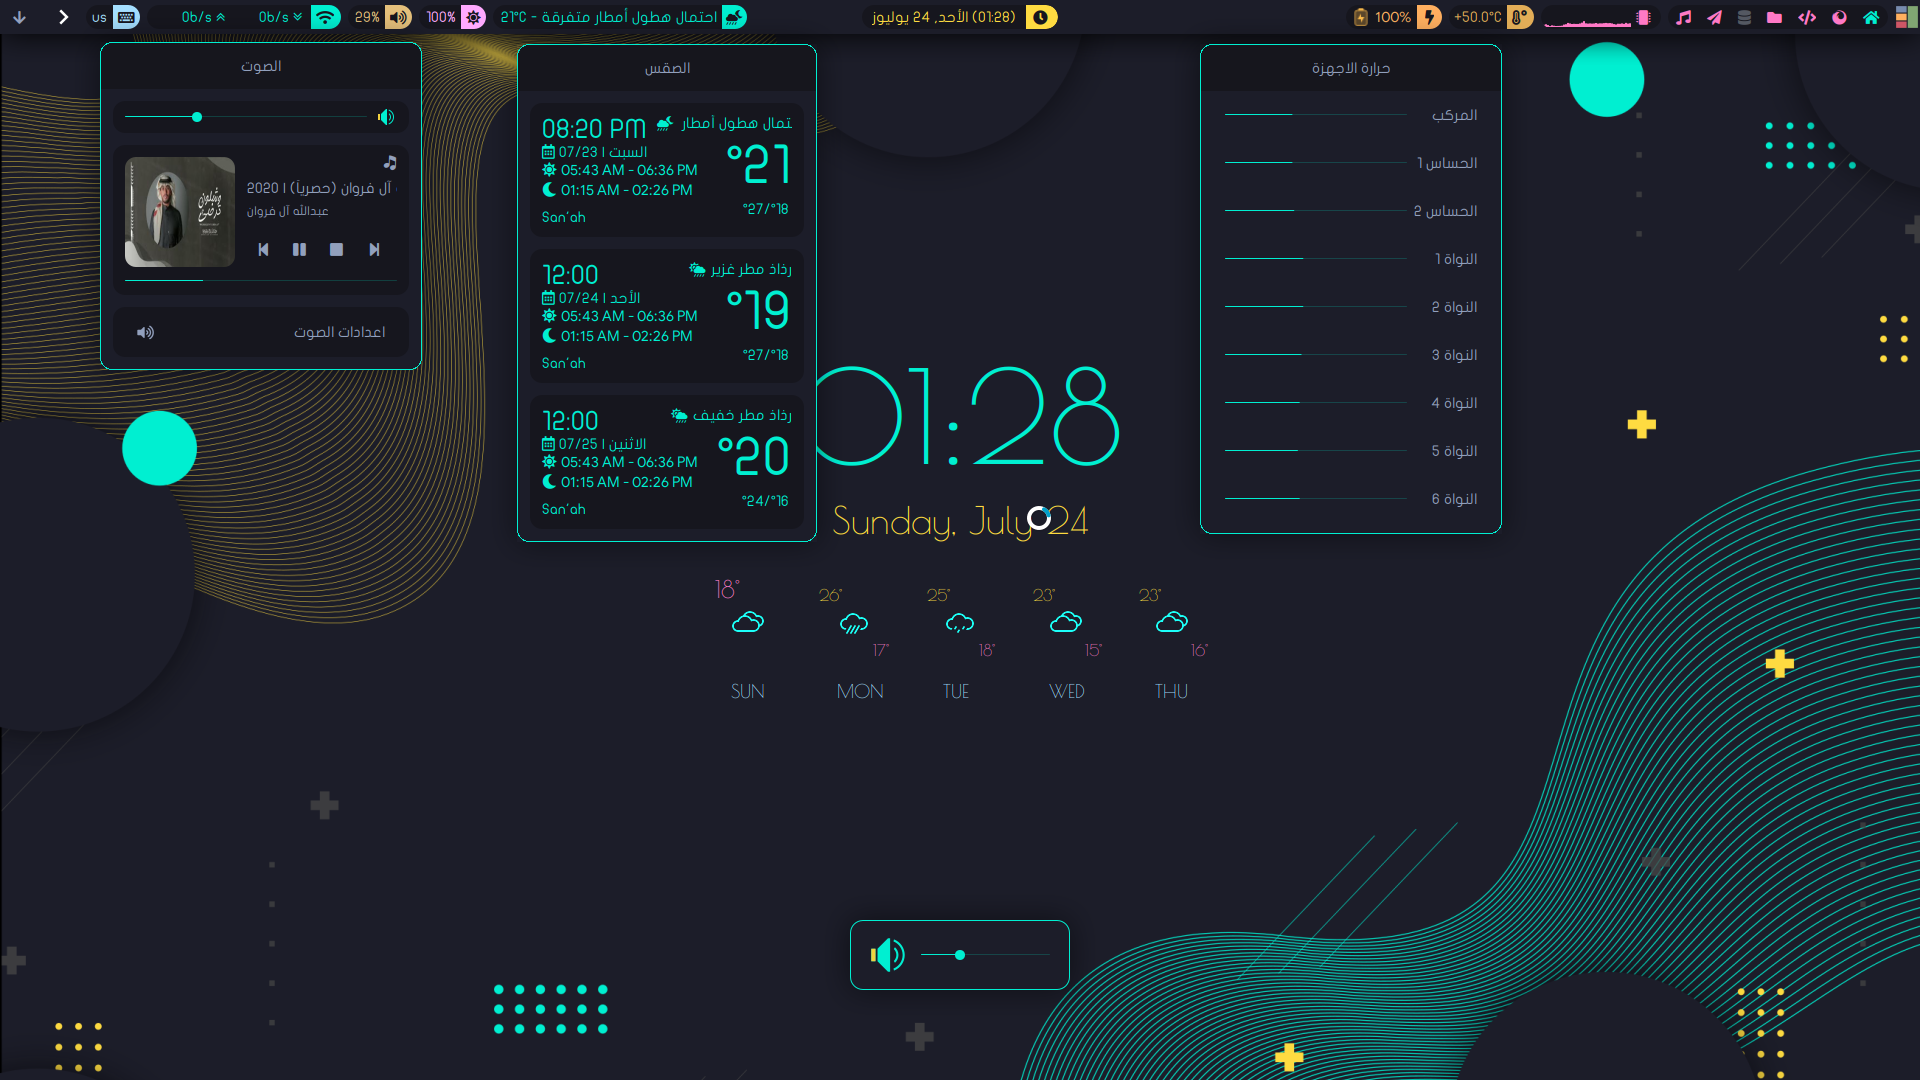 us
0b/s
0b/s
29%
100%
21°C - احتمال هطول أمطار متفرقة
(01:28) الأحد, 24 يوليوز
100%
+50.0°C
الصوت
آل فروان (حصرياً) | 2020
عبدالله آل فروان
اعدادات الصوت
الصقس
08:20 PM
تمال هطول أمطار
07/23 | السبت
°21
05:43 AM - 06:36 PM
01:15 AM - 02:26 PM
°27/°18
San'ah
12:00
رذاذ مطر غزير
07/24 | الأحد
°19
05:43 AM - 06:36 PM
01:15 AM - 02:26 PM
°27/°18
San'ah
12:00
رذاذ مطر خفيف
07/25 | الاثنين
°20
05:43 AM - 06:36 PM
01:15 AM - 02:26 PM
°24/°16
San'ah
حرارة الاجهزة
المركب
الحساس 1
الحساس 2
النواة 1
النواة 2
النواة 3
النواة 4
النواة 5
النواة 6
01:28
Sunday, July 24
18°
26°
25°
23°
23°
17°
18°
15°
16°
SUN
MON
TUE
WED
THU